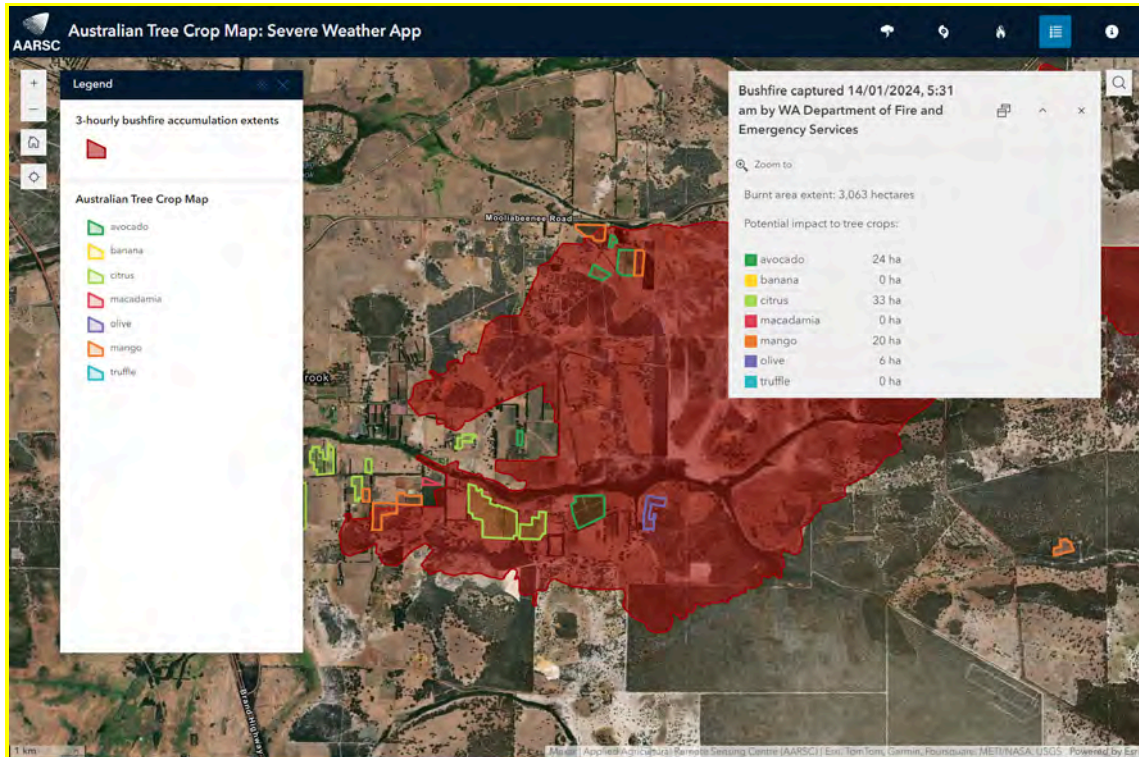 AARSC
Australian Tree Crop Map: Severe Weather App
Legend
3-hourly bushfire accumulation extents
Australian Tree Crop Map
avocado
banana
citrus
macadamia
olive
mango
truffle
Bushfire captured 14/01/2024, 5:31
am by WA Department of Fire and
Emergency Services
Zoom to
Burnt area extent: 3,063 hectares
Potential impact to tree crops:
avocado 24 ha
banana 0 ha
citrus 33 ha
macadamia 0 ha
mango 20 ha
olive 6 ha
truffle 0 ha
Mooliabeenee Road
rook
Brand Highway
1 km
Maxar | Applied Agricultural Remote Sensing Centre (AARSC) | Esri, TomTom, Garmin, Foursquare, METI/NASA, USGS Powered by Esri